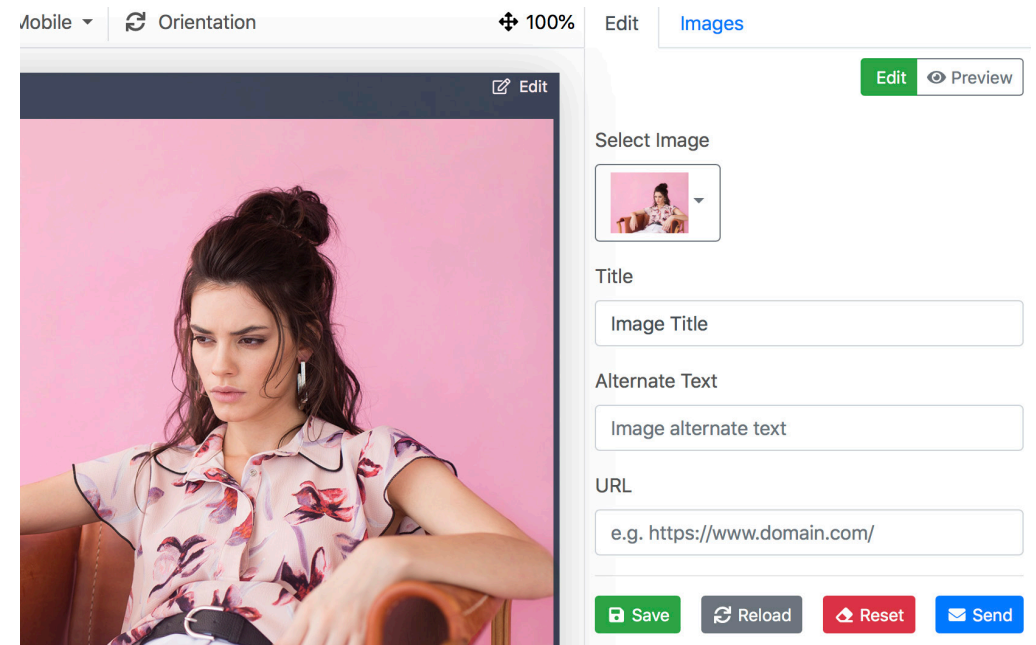 Mobile
Orientation
100%
Edit
Images
Edit
Edit
Preview
Select Image
Title
Image Title
Alternate Text
Image alternate text
URL
e.g. https://www.domain.com/
Save
Reload
Reset
Send